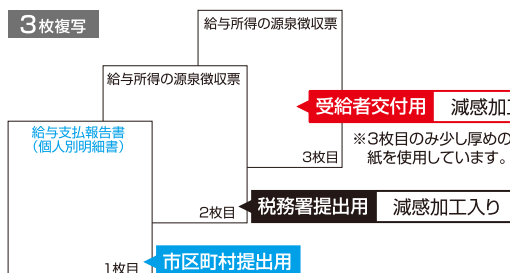 3枚複写
給与所得の源泉徴収票
給与所得の源泉徴収票
受給者交付用 減感加工
給与支払報告書
（個人別明細書）
※3枚目のみ少し厚めの
紙を使用しています。
3枚目
税務署提出用 減感加工入り
2枚目
市区町村提出用
1枚目